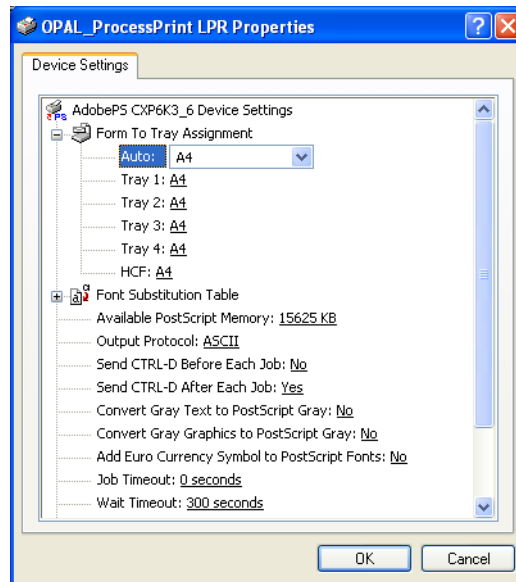 OPAL_ProcessPrint LPR Properties
Device Settings
AdobePS CXP6K3_6 Device Settings
Form To Tray Assignment
Auto: A4
Tray 1: A4
Tray 2: A4
Tray 3: A4
Tray 4: A4
HCF: A4
Font Substitution Table
Available PostScript Memory: 15625 KB
Output Protocol: ASCII
Send CTRL-D Before Each Job: No
Send CTRL-D After Each Job: Yes
Convert Gray Text to PostScript Gray: No
Convert Gray Graphics to PostScript Gray: No
Add Euro Currency Symbol to PostScript Fonts: No
Job Timeout: 0 seconds
Wait Timeout: 300 seconds
OK Cancel